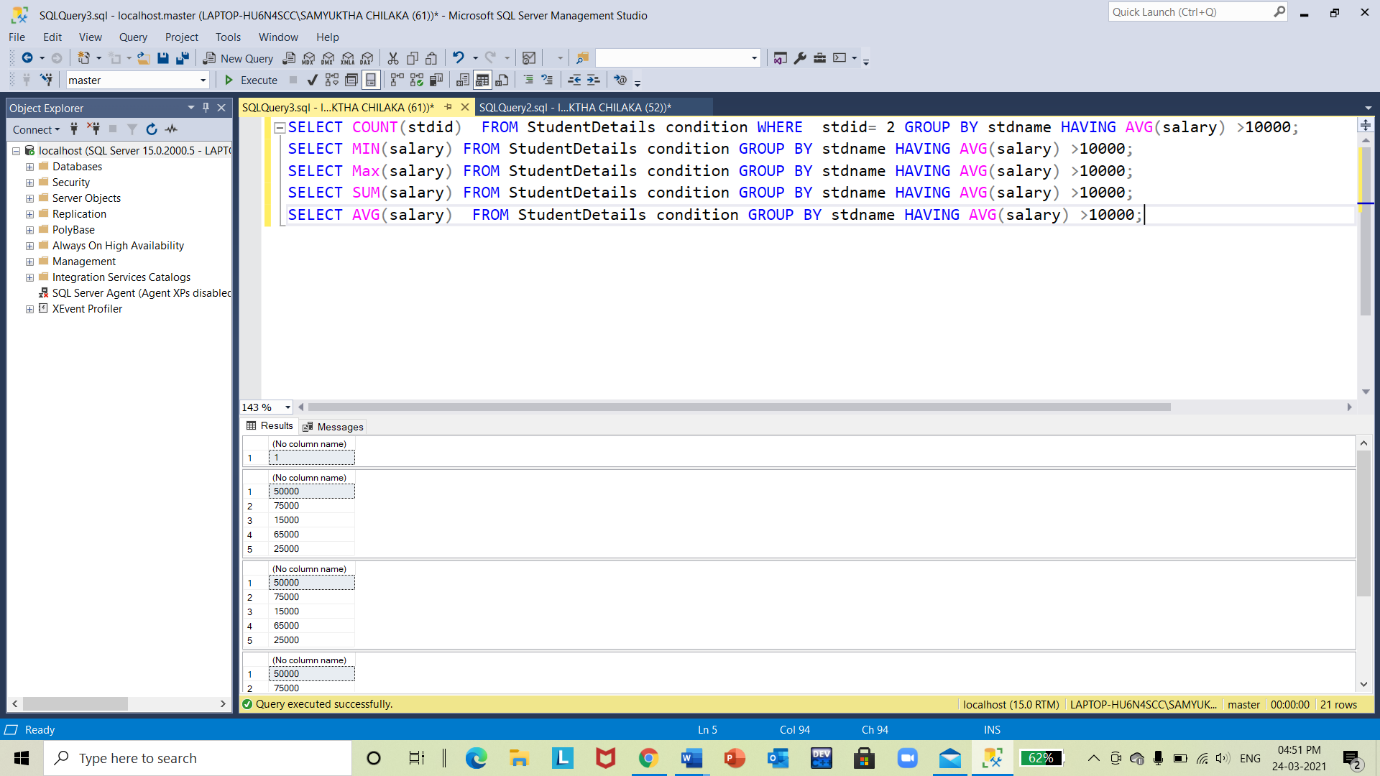 SQLQuery3.sql - localhost.master (LAPTOP-HU6N4SCC\SAMYUKTHA CHILAKA (61))* - Microsoft SQL Server Management Studio
Quick Launch (Ctrl+Q)
File Edit View Query Project Tools Window Help
New Query
master
Execute
Object Explorer
SQLQuery3.sql - l...KTHA CHILAKA (61))*
SQLQuery2.sql - l...KTHA CHILAKA (52))*
Connect
localhost (SQL Server 15.0.2000.5 - LAPT
Databases
Security
Server Objects
Replication
PolyBase
Always On High Availability
Management
Integration Services Catalogs
SQL Server Agent (Agent XPs disabled
XEvent Profiler
SELECT COUNT(stdid)  FROM StudentDetails condition WHERE  stdid= 2 GROUP BY stdname HAVING AVG(salary) >10000;
SELECT MIN(salary) FROM StudentDetails condition GROUP BY stdname HAVING AVG(salary) >10000;
SELECT Max(salary) FROM StudentDetails condition GROUP BY stdname HAVING AVG(salary) >10000;
SELECT SUM(salary) FROM StudentDetails condition GROUP BY stdname HAVING AVG(salary) >10000;
SELECT AVG(salary)  FROM StudentDetails condition GROUP BY stdname HAVING AVG(salary) >10000;
143 %
Results Messages
(No column name)
1 1
(No column name)
1 50000
2 75000
3 15000
4 65000
5 25000
(No column name)
1 50000
2 75000
3 15000
4 65000
5 25000
(No column name)
1 50000
2 75000
Query executed successfully.
localhost (15.0 RTM) LAPTOP-HU6N4SCC\SAMYUK... master 00:00:00 21 rows
Ready
Ln 5
Col 94
Ch 94
INS
Type here to search
62%
ENG
04:51 PM
24-03-2021
2